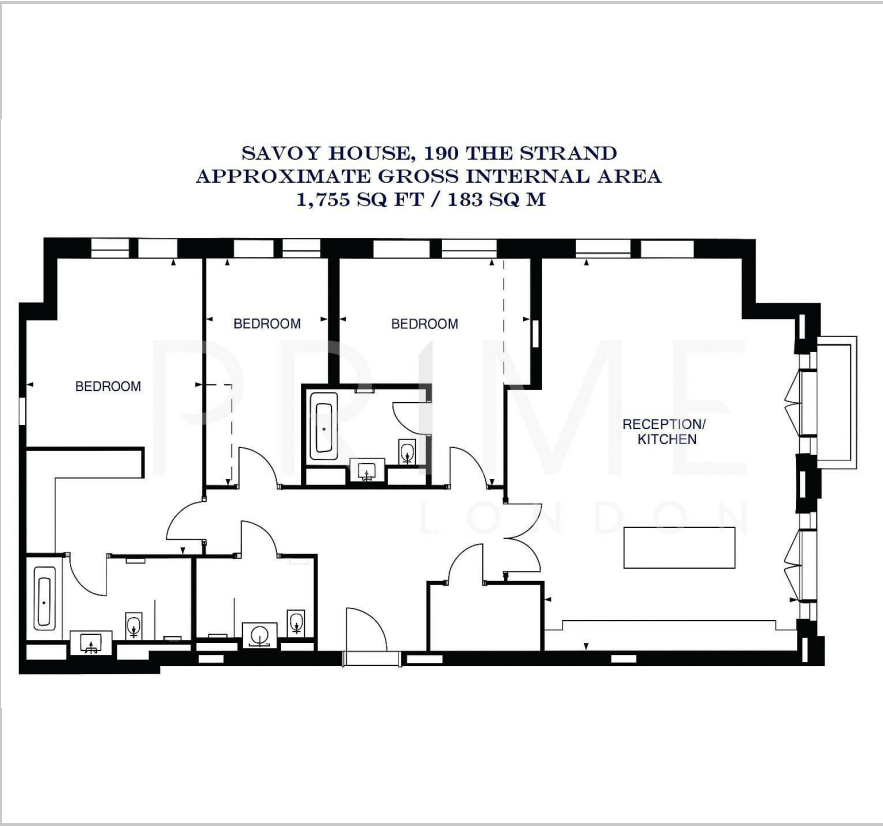 SAVOY HOUSE, 190 THE STRAND
APPROXIMATE GROSS INTERNAL AREA
1,755 SQ FT / 183 SQ M
BEDROOM
BEDROOM
BEDROOM
RECEPTION/
KITCHEN
PRIME
LONDON